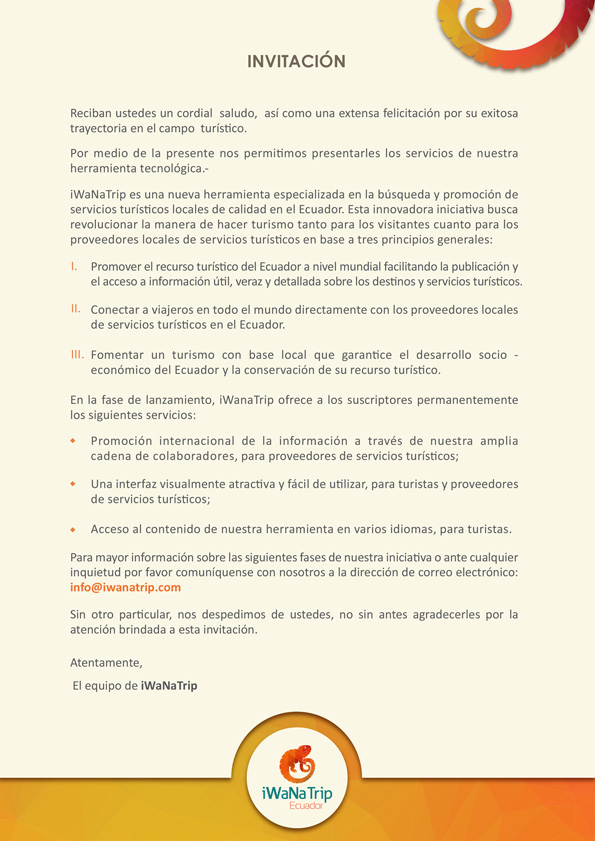 INVITACIÓN
Reciban ustedes un cordial saludo, así como una extensa felicitación por su exitosa
trayectoria en el campo turístico.
Por medio de la presente nos permitimos presentarles los servicios de nuestra
herramienta tecnológica.-
iWaNaTrip es una nueva herramienta especializada en la búsqueda y promoción de
servicios turísticos locales de calidad en el Ecuador. Esta innovadora iniciativa busca
revolucionar la manera de hacer turismo tanto para los visitantes cuanto para los
proveedores locales de servicios turísticos en base a tres principios generales:
I. Promover el recurso turístico del Ecuador a nivel mundial facilitando la publicación y
el acceso a información útil, veraz y detallada sobre los destinos y servicios turísticos.
II. Conectar a viajeros en todo el mundo directamente con los proveedores locales
de servicios turísticos en el Ecuador.
III. Fomentar un turismo con base local que garantice el desarrollo socio -
económico del Ecuador y la conservación de su recurso turístico.
En la fase de lanzamiento, iWanaTrip ofrece a los suscriptores permanentemente
los siguientes servicios:
Promoción internacional de la información a través de nuestra amplia
cadena de colaboradores, para proveedores de servicios turísticos;
Una interfaz visualmente atractiva y fácil de utilizar, para turistas y proveedores
de servicios turísticos;
Acceso al contenido de nuestra herramienta en varios idiomas, para turistas.
Para mayor información sobre las siguientes fases de nuestra iniciativa o ante cualquier
inquietud por favor comuníquense con nosotros a la dirección de correo electrónico:
info@iwanatrip.com
Sin otro particular, nos despedimos de ustedes, no sin antes agradecerles por la
atención brindada a esta invitación.
Atentamente,
El equipo de iWaNaTrip
iWaNaTrip
Ecuador